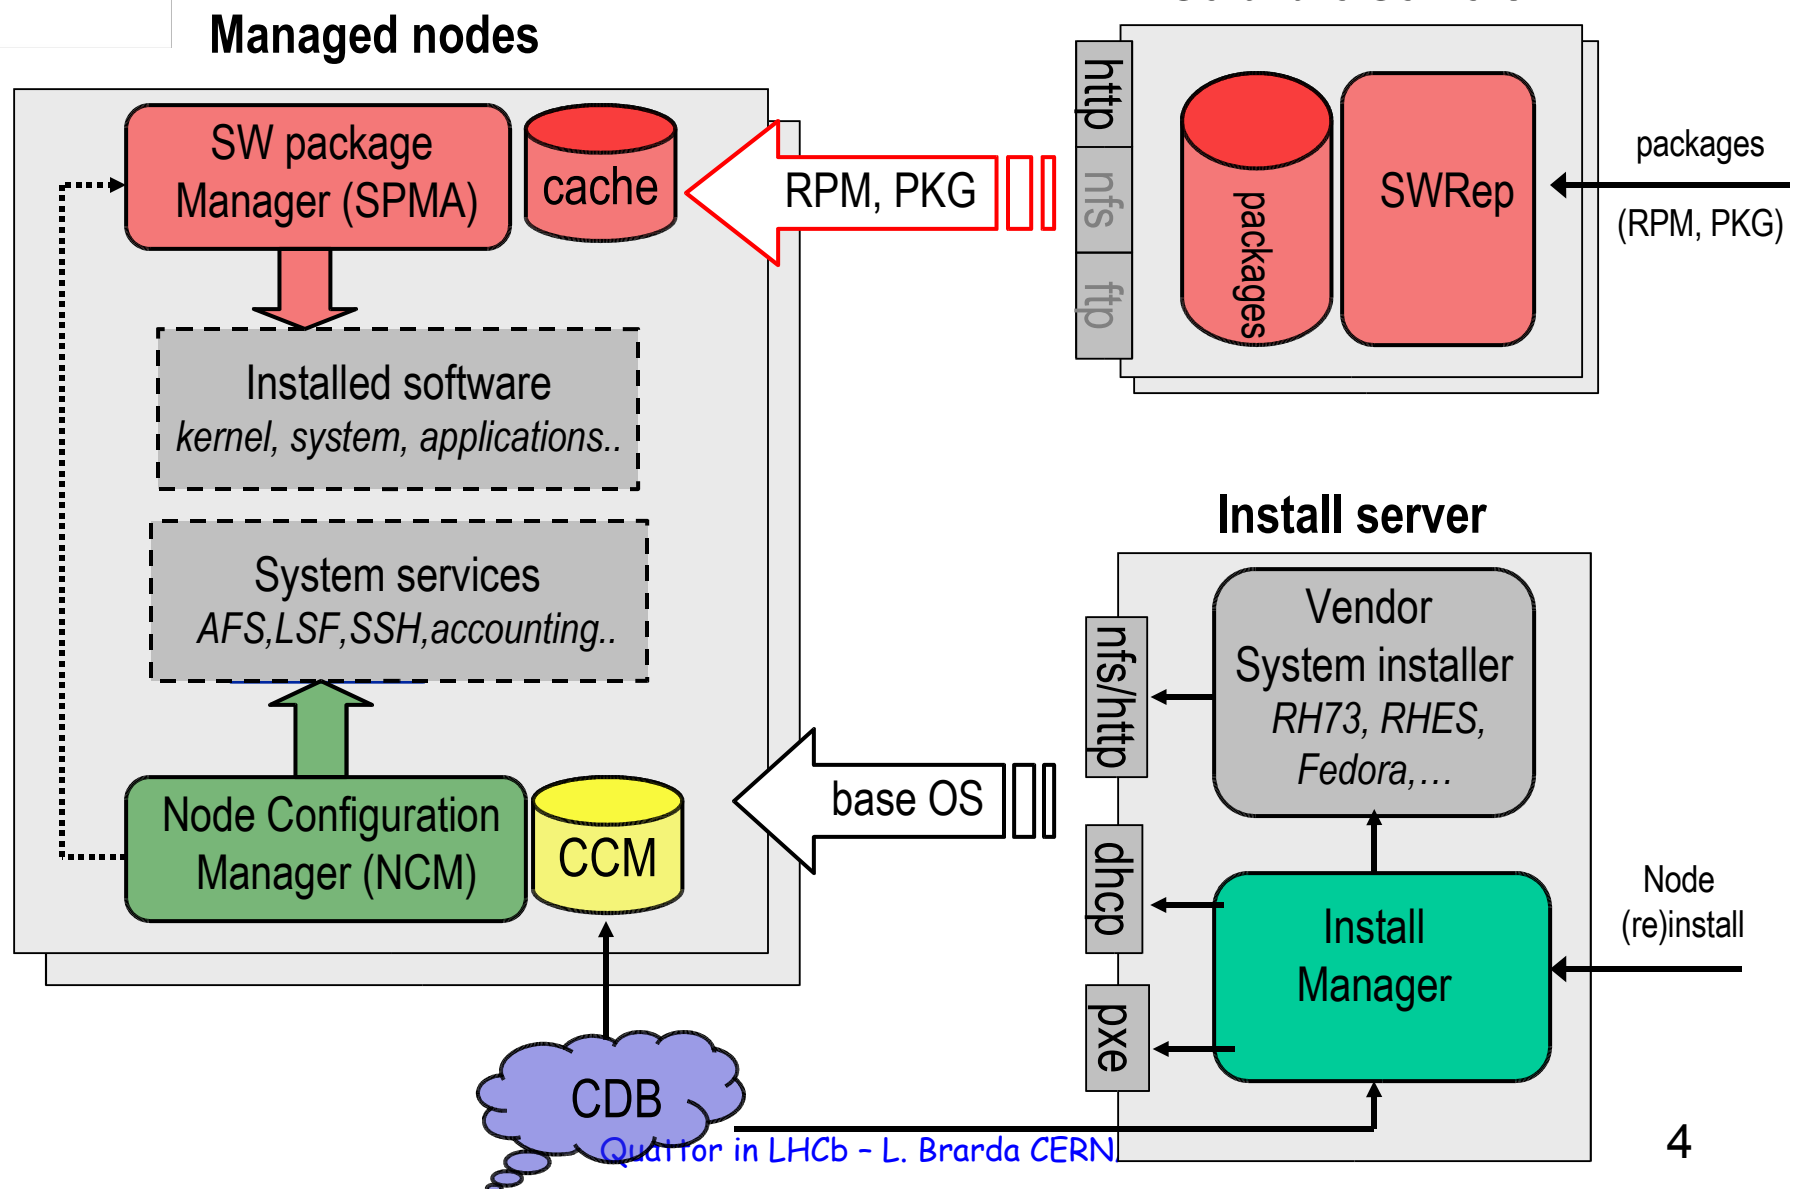 Managed nodes
SW package
Manager (SPMA)
cache
RPM, PKG
http
nfs
ftp
packages
SWRep
packages
(RPM, PKG)
Installed software
kernel, system, applications..
System services
AFS,LSF,SSH,accounting..
Node Configuration
Manager (NCM)
CCM
base OS
Install server
nfs/http
dhcp
pxe
Vendor
System installer
RH73, RHES,
Fedora,…
Install
Manager
Node
(re)install
CDB
Quattor in LHCb – L. Brarda CERN
4